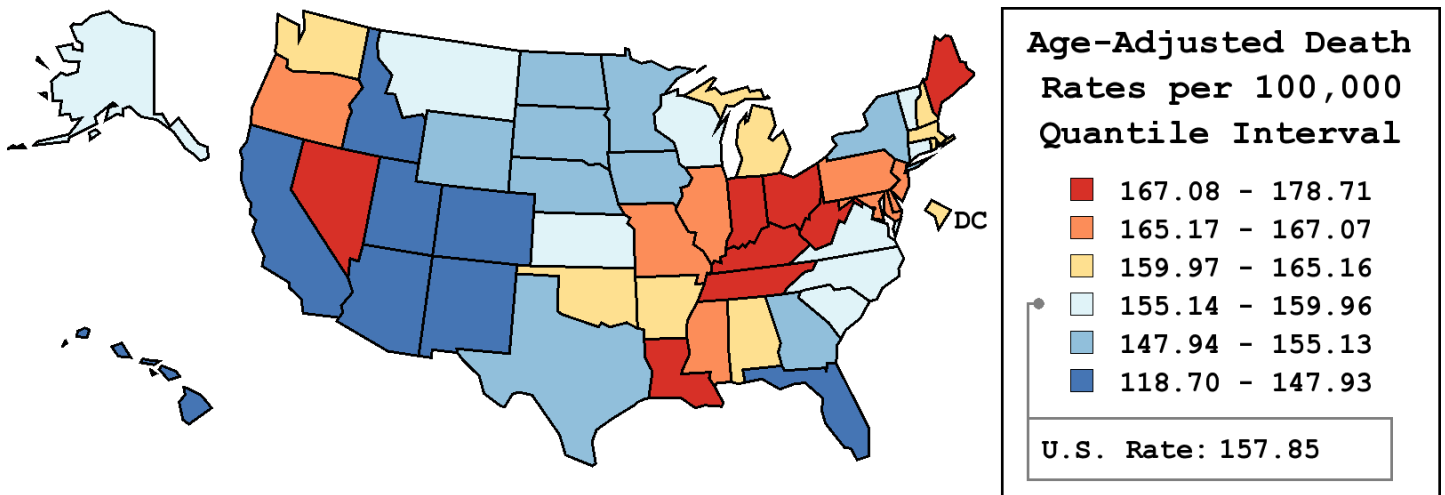 Age-Adjusted Death
Rates per 100,000
Quantile Interval
167.08 - 178.71
165.17 - 167.07
DC
159.97 - 165.16
155.14 - 159.96
147.94 - 155.13
118.70 - 147.93
U.S. Rate: 157.85